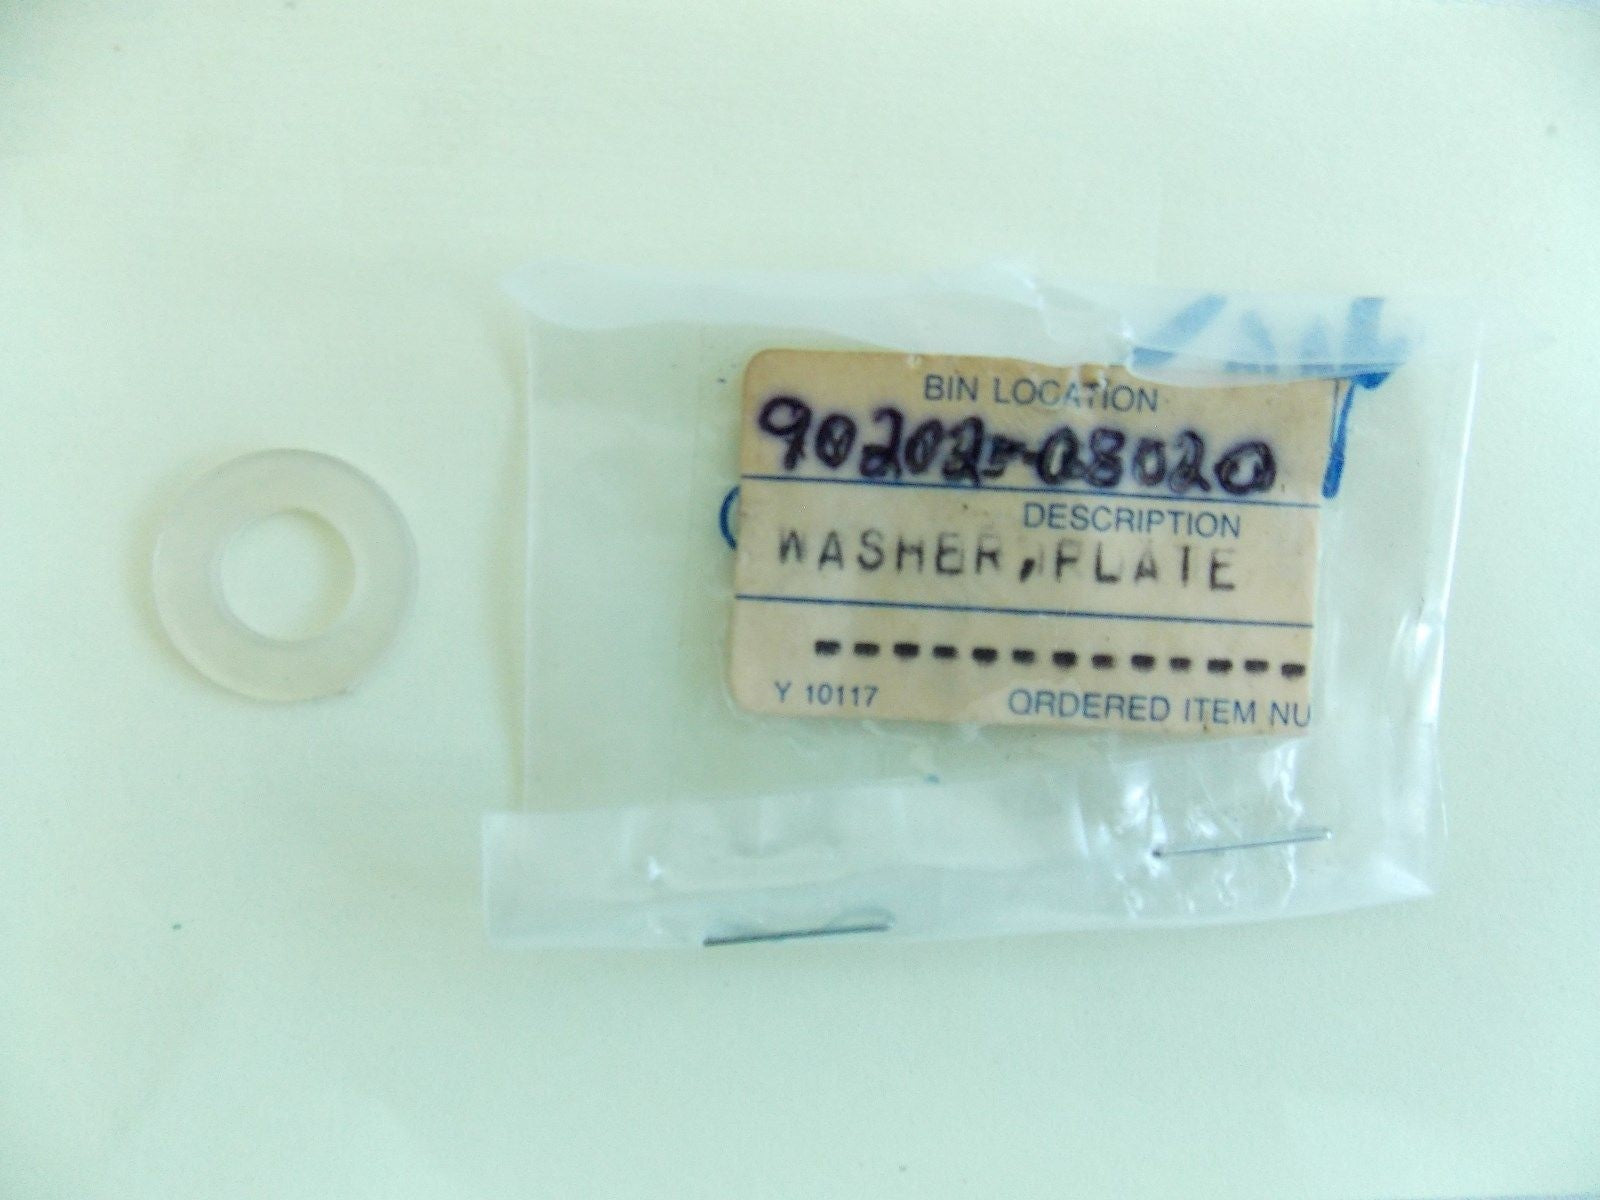 BIN LOCATION
90202-08020
DESCRIPTION
WASHER, PLATE
-------------
Y 10117 ORDERED ITEM NU